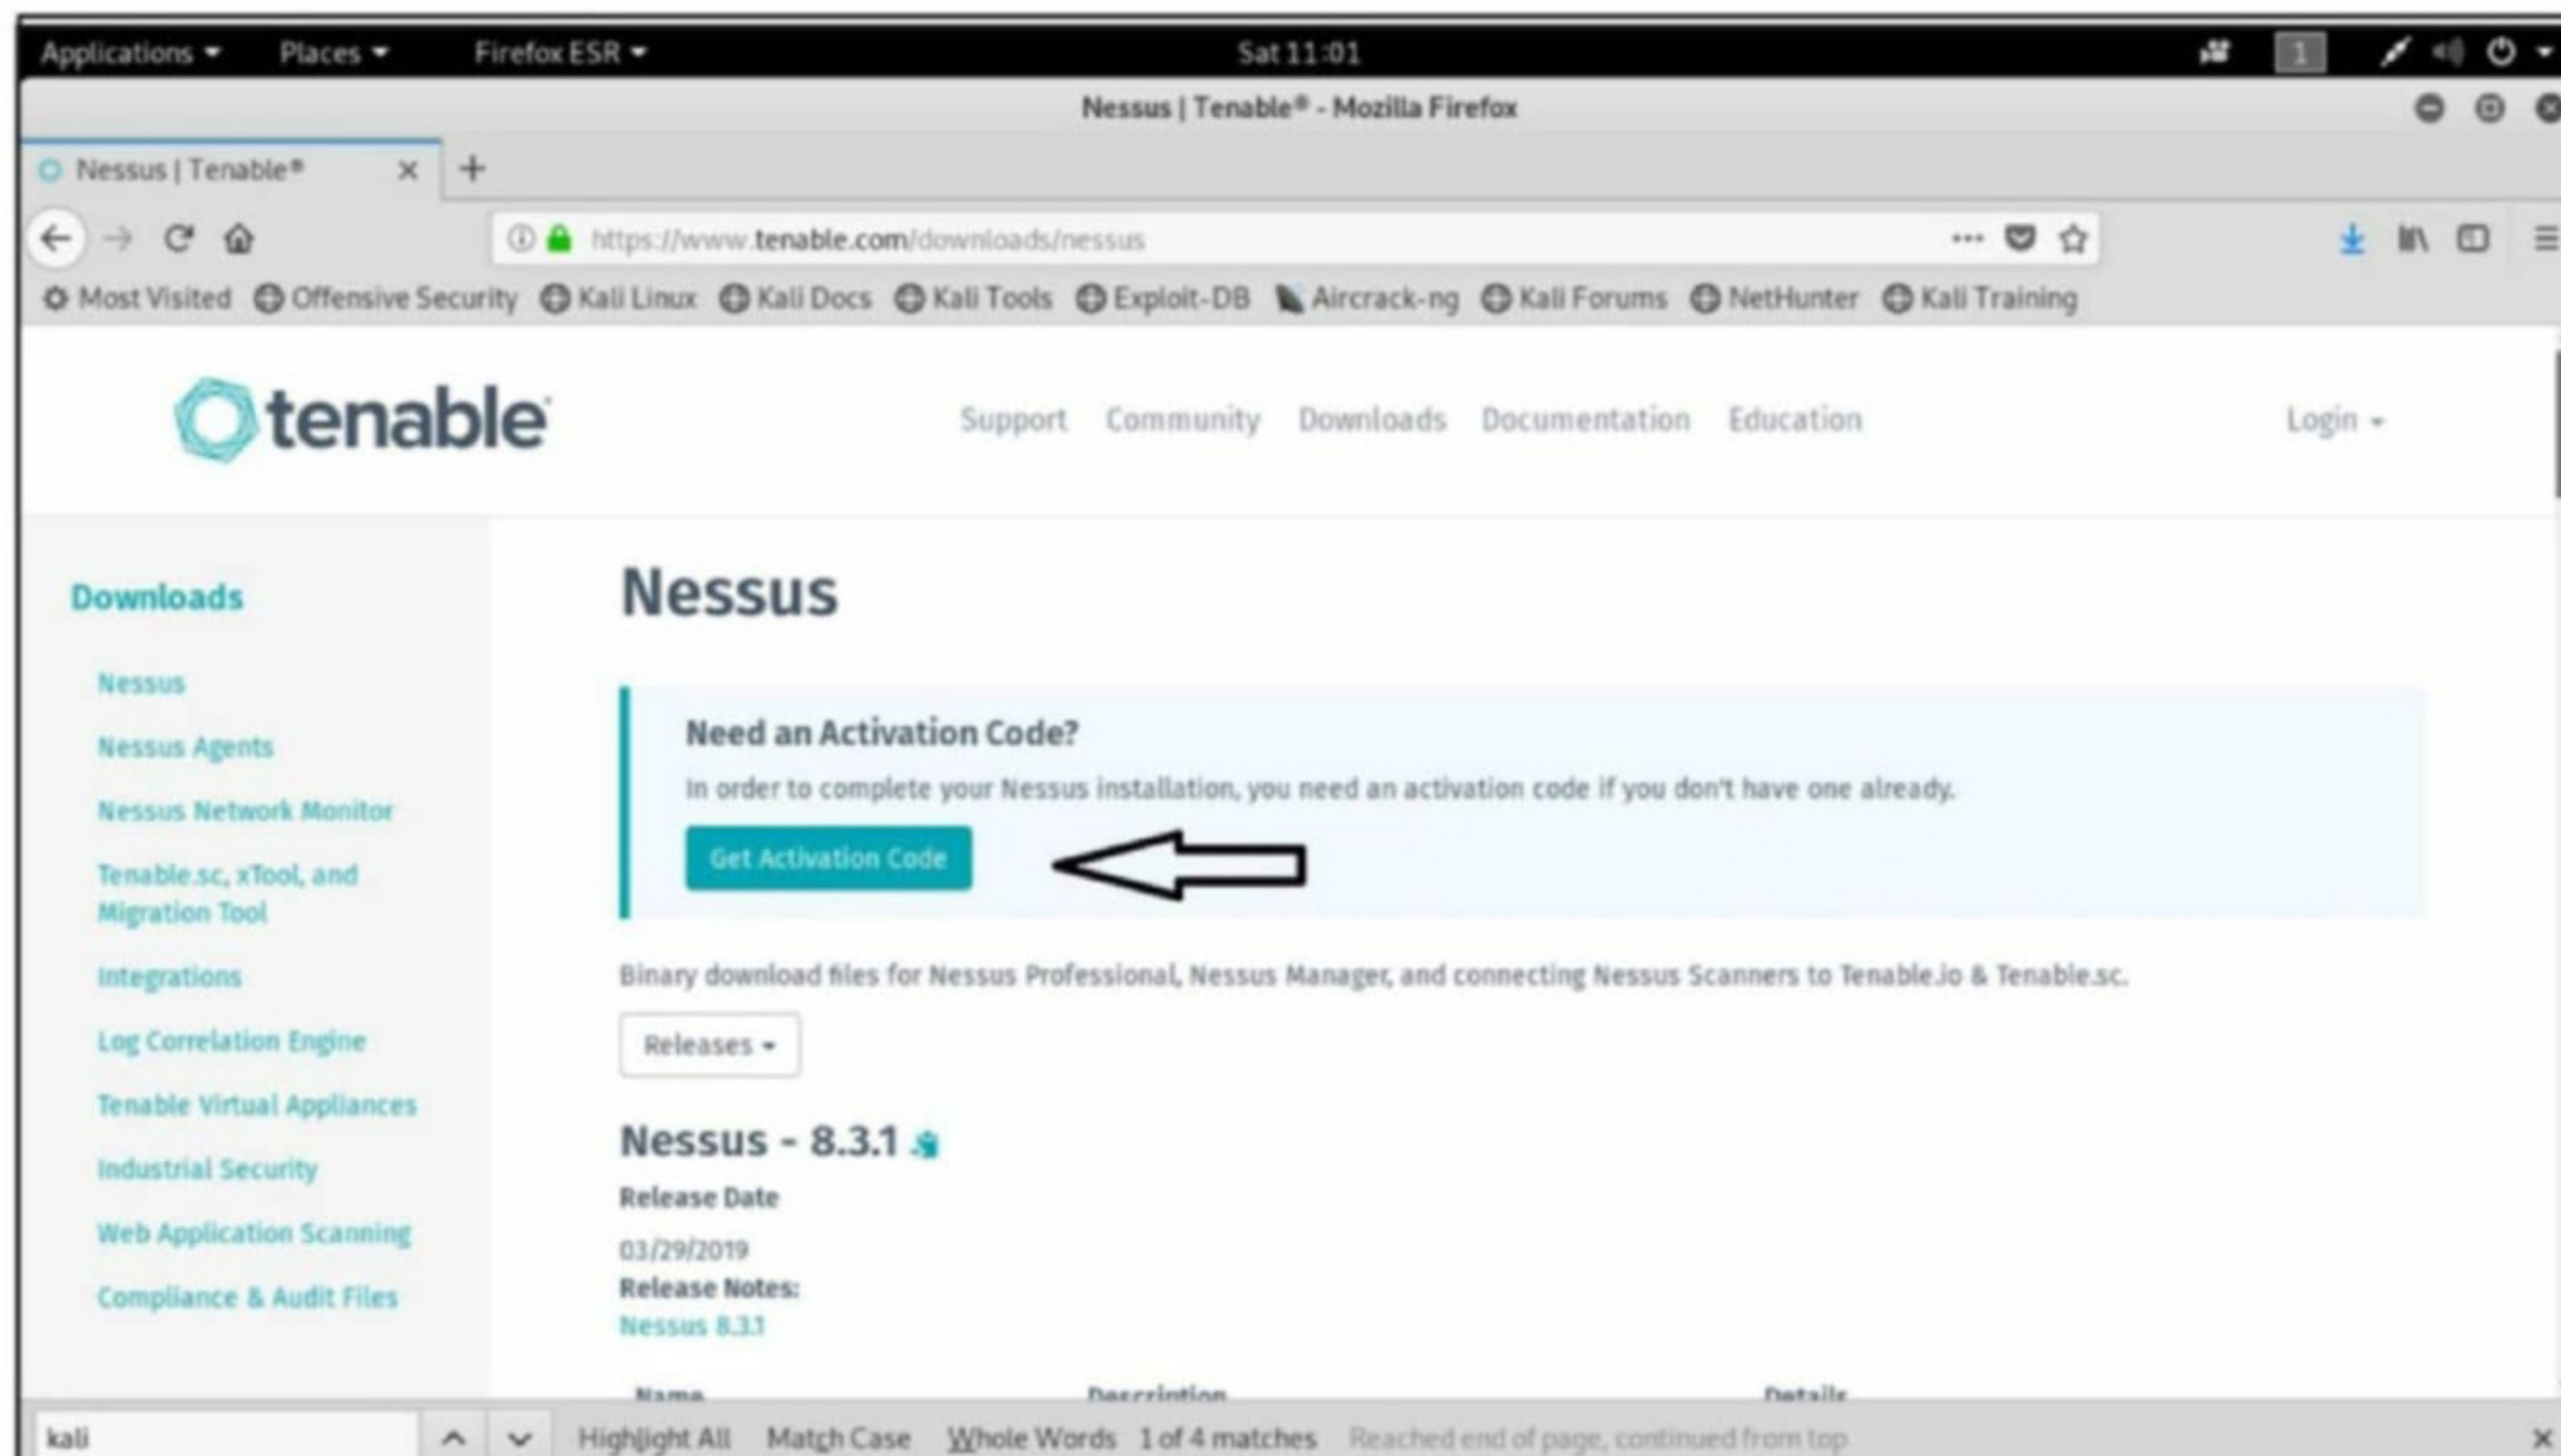 Applications Places Firefox ESR Sat 11:01 1
Nessus | Tenable® - Mozilla Firefox
Nessus | Tenable®
https://www.tenable.com/downloads/nessus
Most Visited Offensive Security Kali Linux Kali Docs Kali Tools Exploit-DB Aircrack-ng Kali Forums NetHunter Kali Training
tenable
Support Community Downloads Documentation Education Login
Downloads
Nessus
Nessus Agents
Nessus Network Monitor
Tenable.sc, xTool, and
Migration Tool
Integrations
Log Correlation Engine
Tenable Virtual Appliances
Industrial Security
Web Application Scanning
Compliance & Audit Files
Nessus
Need an Activation Code?
In order to complete your Nessus installation, you need an activation code if you don't have one already.
Get Activation Code
Binary download files for Nessus Professional, Nessus Manager, and connecting Nessus Scanners to Tenable.io & Tenable.sc.
Releases
Nessus - 8.3.1
Release Date
03/29/2019
Release Notes:
Nessus 8.3.1
Name Description Details
kali Highlight All Match Case Whole Words 1 of 4 matches Reached end of page, continued from top